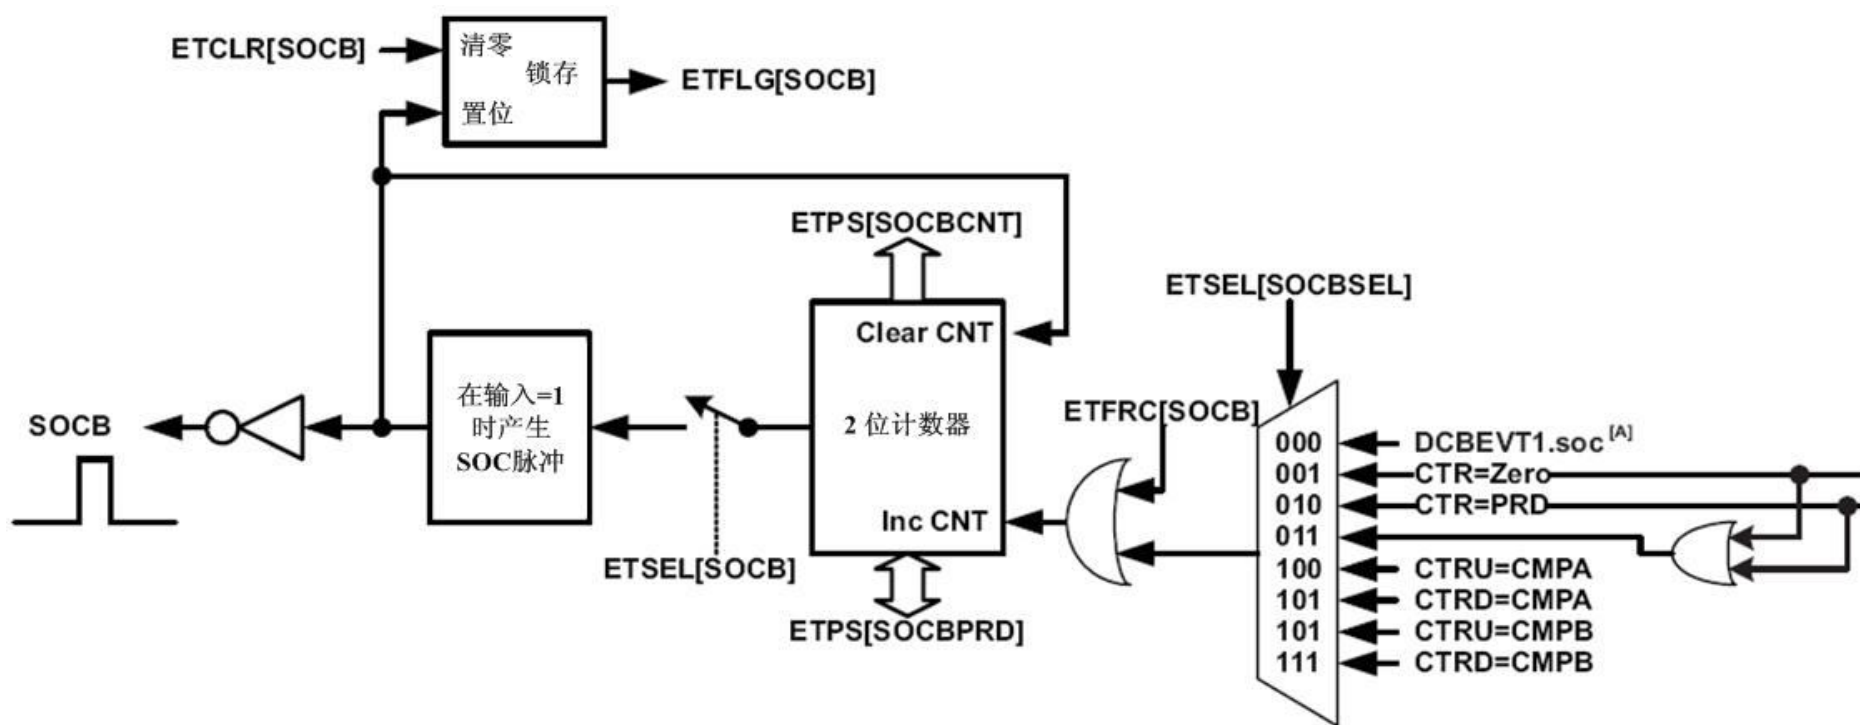 ETCLR[SOCB]
清零
锁存
置位
ETFLG[SOCB]
ETPS[SOCBCNT]
ETSEL[SOCBSEL]
Clear CNT
2 位计数器
Inc CNT
ETPS[SOCBPRD]
在输入=1
时产生
SOC脉冲
SOCB
ETSEL[SOCB]
ETFRC[SOCB]
000
DCBEVT1.soc[A]
001
CTR=Zero
010
CTR=PRD
011
100
CTRU=CMPA
101
CTRD=CMPA
101
CTRU=CMPB
111
CTRD=CMPB